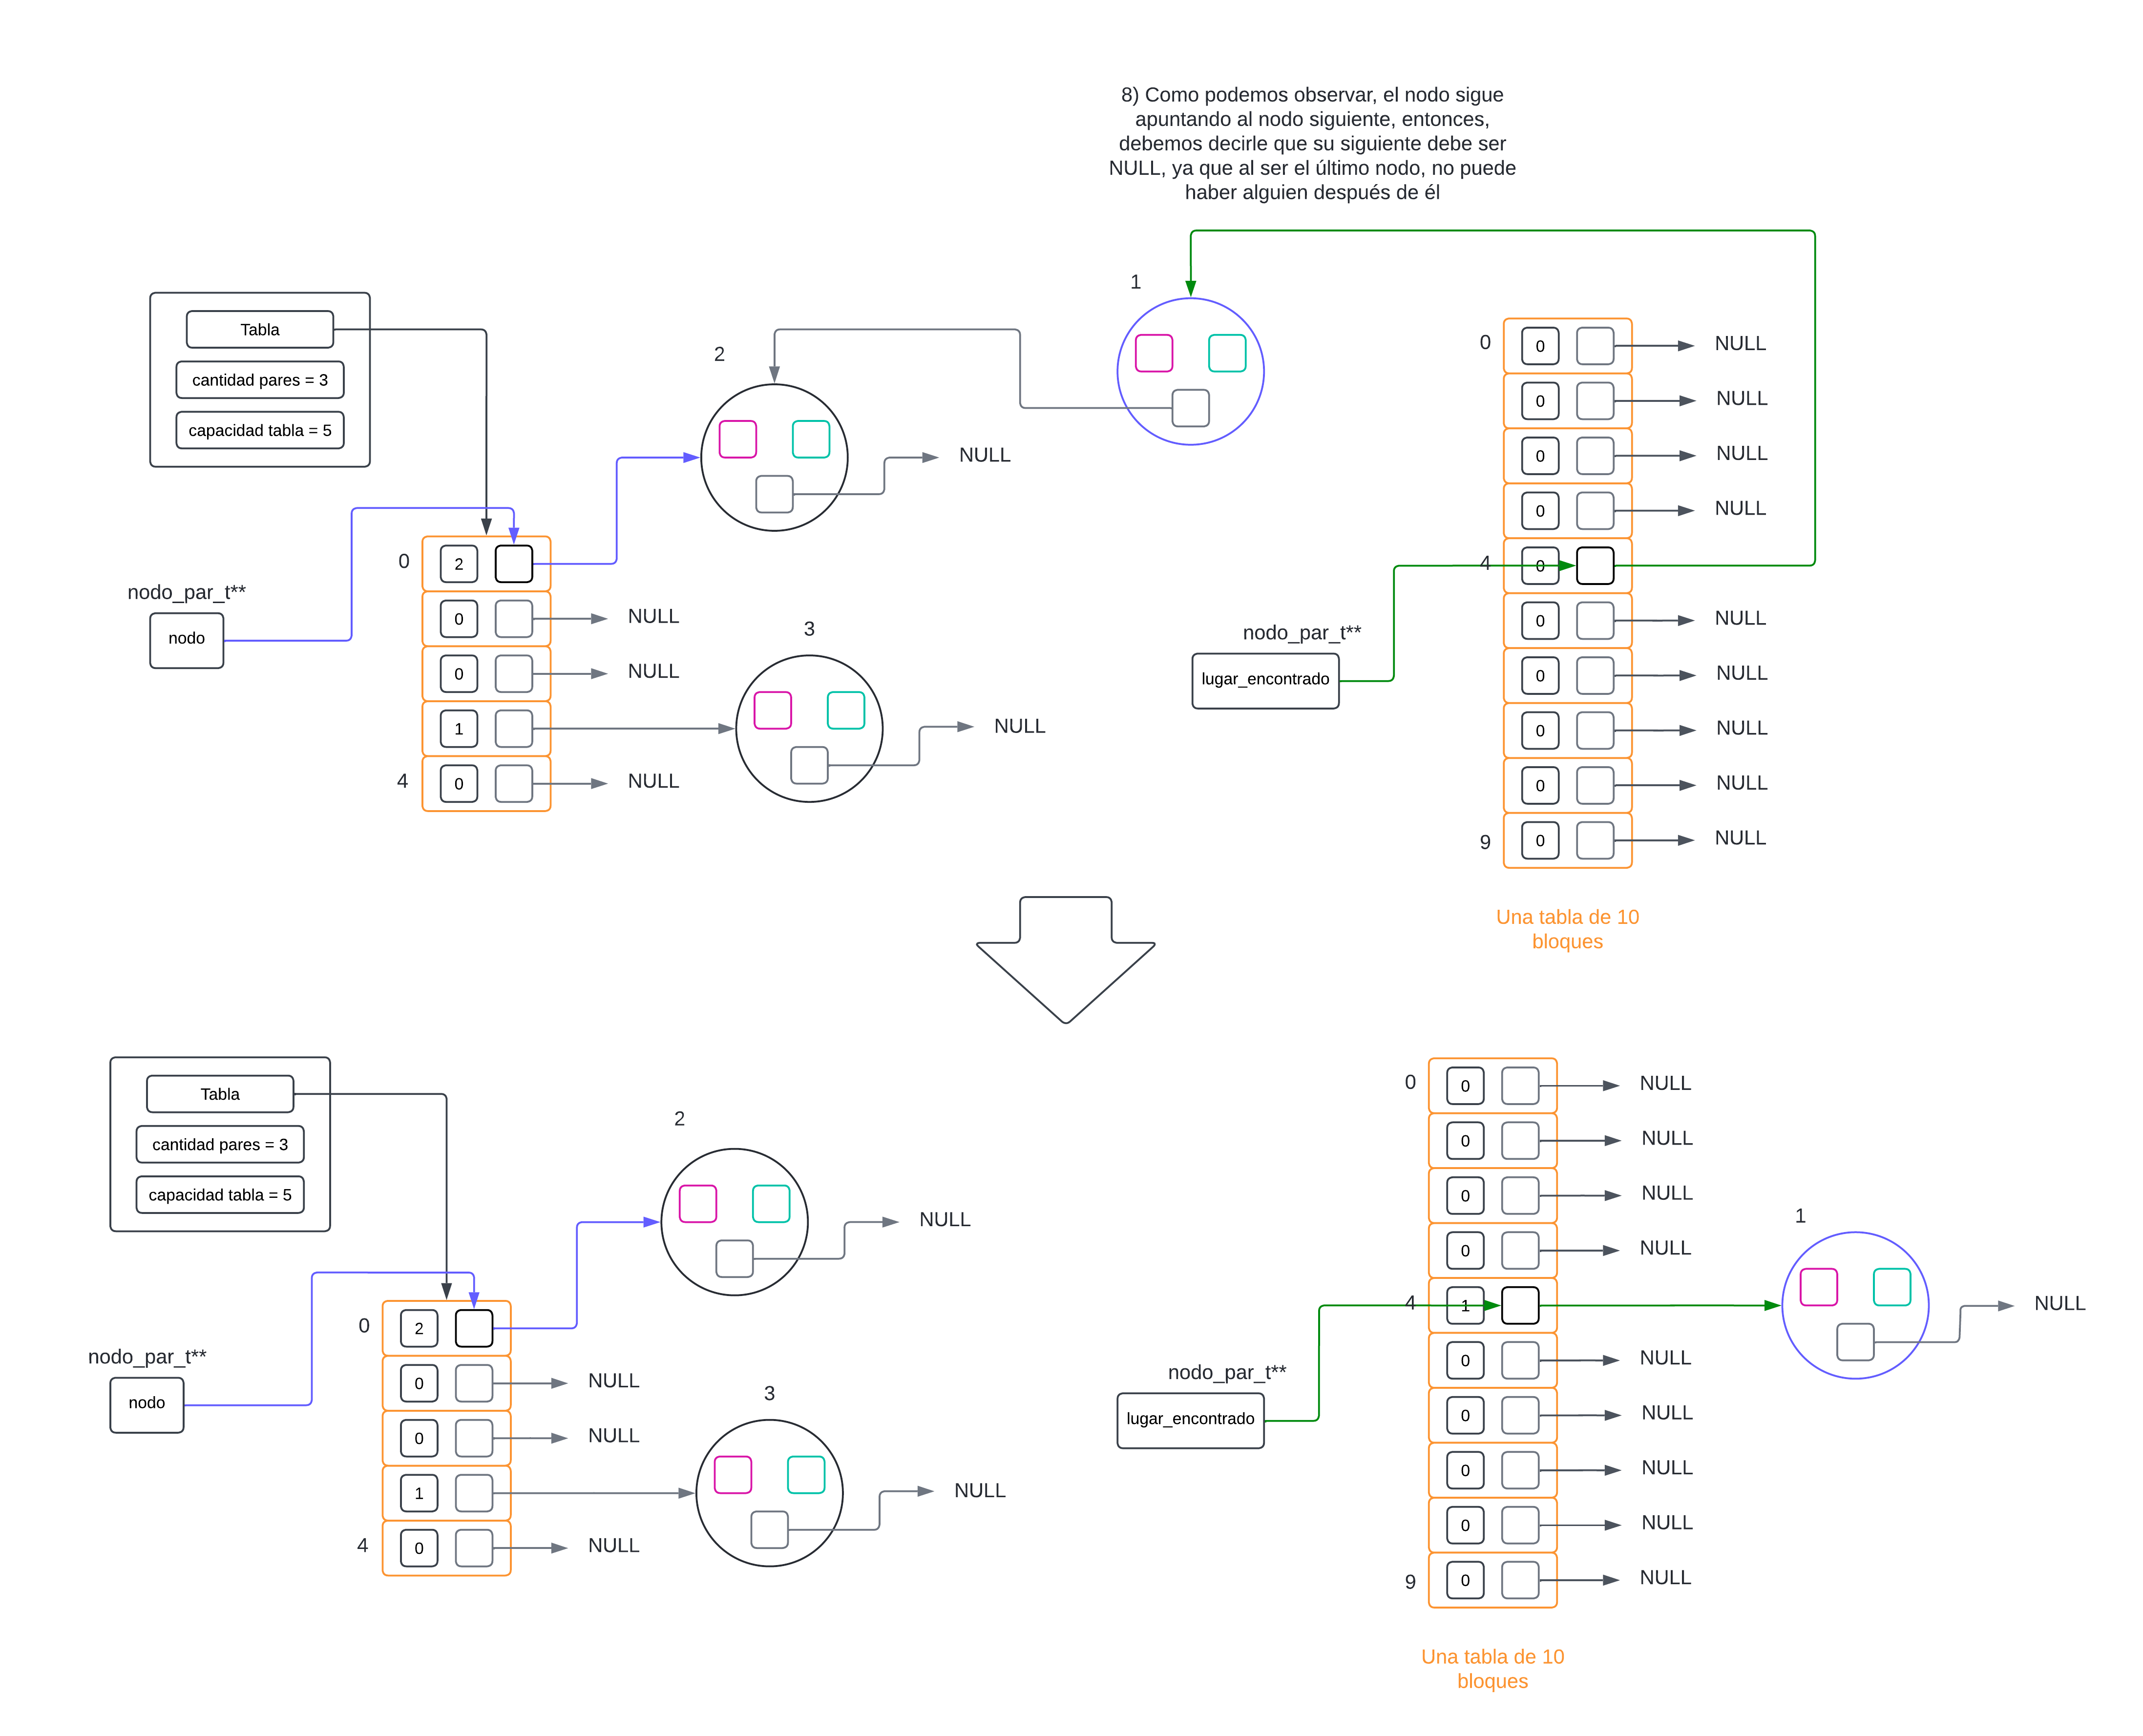 8) Como podemos observar, el nodo sigue
apuntando al nodo siguiente, entonces,
debemos decirle que su siguiente debe ser
NULL, ya que al ser el último nodo, no puede
haber alguien después de él
Tabla
cantidad pares = 3
capacidad tabla = 5
nodo_par_t**
nodo
0
2
0
NULL
0
NULL
1
4
0
NULL
2
NULL
3
NULL
1
nodo_par_t**
lugar_encontrado
0
0
NULL
0
NULL
0
NULL
0
NULL
4
0
0
NULL
0
NULL
0
NULL
0
NULL
9
0
NULL
Una tabla de 10
bloques
Tabla
cantidad pares = 3
capacidad tabla = 5
nodo_par_t**
nodo
0
2
0
NULL
0
NULL
1
4
0
NULL
2
NULL
3
NULL
nodo_par_t**
lugar_encontrado
0
0
NULL
0
NULL
0
NULL
0
NULL
4
1
0
NULL
0
NULL
0
NULL
0
NULL
9
0
NULL
1
NULL
Una tabla de 10
bloques